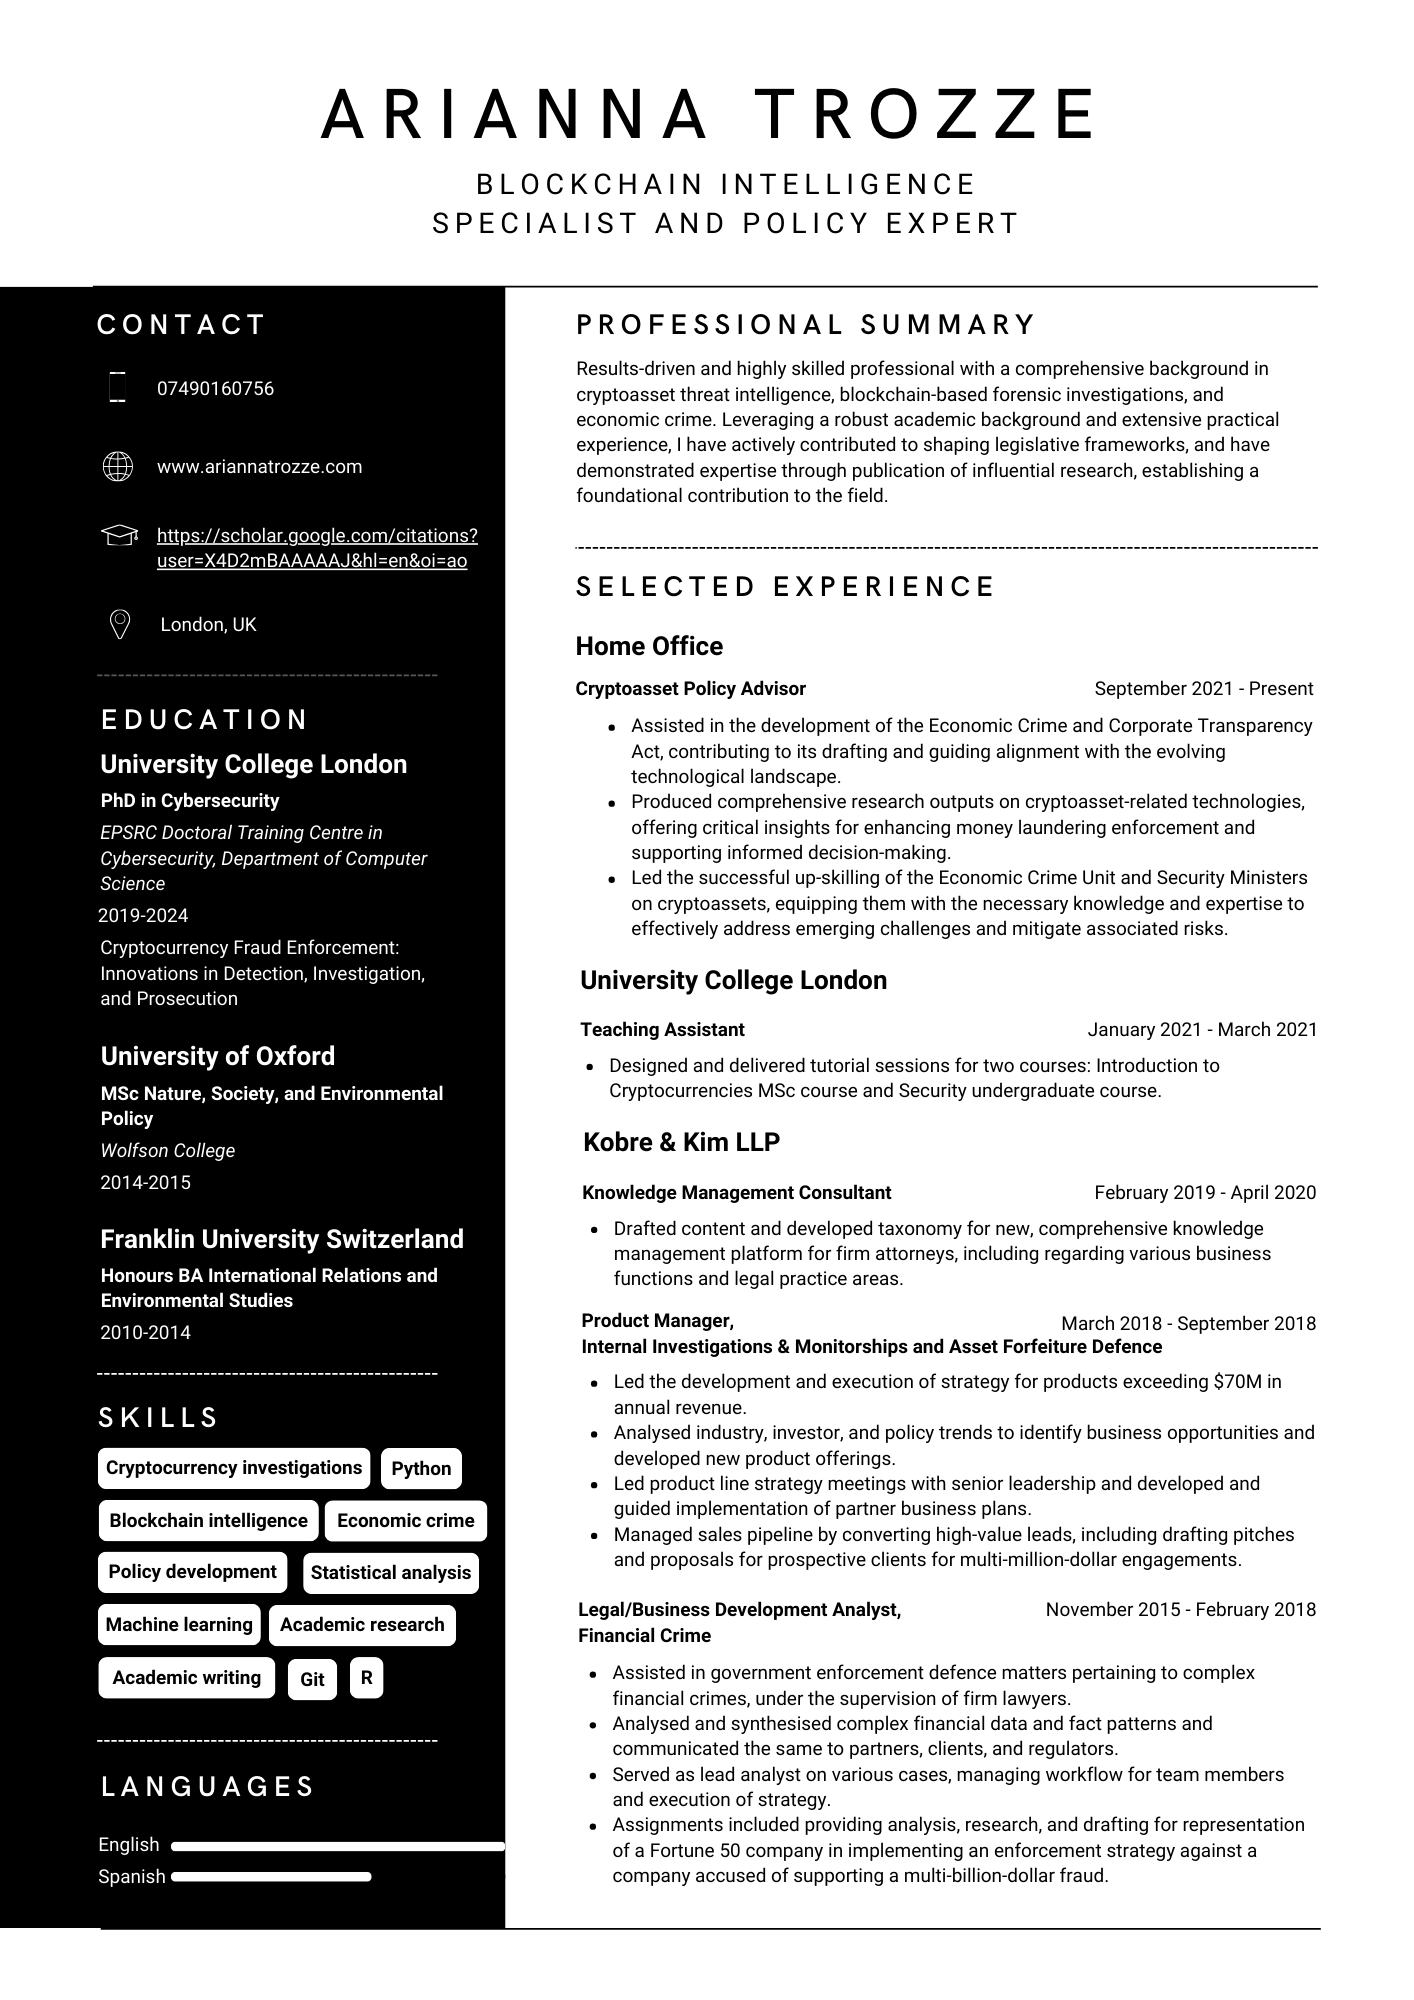 ARIANNA TROZZE
BLOCKCHAIN INTELLIGENCE
SPECIALIST AND POLICY EXPERT
CONTACT
07490160756
www.ariannatrozze.com
https://scholar.google.com/citations?
user=X4D2mBAAAAAJ&hl=en&oi=ao
London, UK
EDUCATION
University College London
PhD in Cybersecurity
EPSRC Doctoral Training Centre in
Cybersecurity, Department of Computer
Science
2019-2024
Cryptocurrency Fraud Enforcement:
Innovations in Detection, Investigation,
and Prosecution
University of Oxford
MSc Nature, Society, and Environmental
Policy
Wolfson College
2014-2015
Franklin University Switzerland
Honours BA International Relations and
Environmental Studies
2010-2014
SKILLS
Cryptocurrency investigations Python
Blockchain intelligence Economic crime
Policy development Statistical analysis
Machine learning Academic research
Academic writing Git R
LANGUAGES
English
Spanish
PROFESSIONAL SUMMARY
Results-driven and highly skilled professional with a comprehensive background in
cryptoasset threat intelligence, blockchain-based forensic investigations, and
economic crime. Leveraging a robust academic background and extensive practical
experience, I have actively contributed to shaping legislative frameworks, and have
demonstrated expertise through publication of influential research, establishing a
foundational contribution to the field.
SELECTED EXPERIENCE
Home Office
Cryptoasset Policy Advisor September 2021 - Present
• Assisted in the development of the Economic Crime and Corporate Transparency
Act, contributing to its drafting and guiding alignment with the evolving
technological landscape.
• Produced comprehensive research outputs on cryptoasset-related technologies,
offering critical insights for enhancing money laundering enforcement and
supporting informed decision-making.
• Led the successful up-skilling of the Economic Crime Unit and Security Ministers
on cryptoassets, equipping them with the necessary knowledge and expertise to
effectively address emerging challenges and mitigate associated risks.
University College London
Teaching Assistant January 2021 - March 2021
• Designed and delivered tutorial sessions for two courses: Introduction to
Cryptocurrencies MSc course and Security undergraduate course.
Kobre & Kim LLP
Knowledge Management Consultant February 2019 - April 2020
• Drafted content and developed taxonomy for new, comprehensive knowledge
management platform for firm attorneys, including regarding various business
functions and legal practice areas.
Product Manager, March 2018 - September 2018
Internal Investigations & Monitorships and Asset Forfeiture Defence
• Led the development and execution of strategy for products exceeding $70M in
annual revenue.
• Analysed industry, investor, and policy trends to identify business opportunities and
developed new product offerings.
• Led product line strategy meetings with senior leadership and developed and
guided implementation of partner business plans.
• Managed sales pipeline by converting high-value leads, including drafting pitches
and proposals for prospective clients for multi-million-dollar engagements.
Legal/Business Development Analyst, November 2015 - February 2018
Financial Crime
• Assisted in government enforcement defence matters pertaining to complex
financial crimes, under the supervision of firm lawyers.
• Analysed and synthesised complex financial data and fact patterns and
communicated the same to partners, clients, and regulators.
• Served as lead analyst on various cases, managing workflow for team members
and execution of strategy.
• Assignments included providing analysis, research, and drafting for representation
of a Fortune 50 company in implementing an enforcement strategy against a
company accused of supporting a multi-billion-dollar fraud.